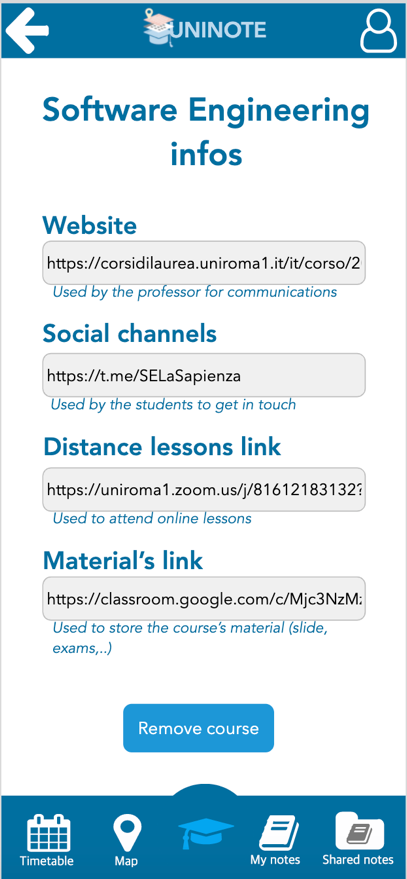 UNINOTE
Software Engineering
infos
Website
https://corsidilaurea.uniroma1.it/it/corso/2
Used by the professor for communications
Social channels
https://t.me/SELaSapienza
Used by the students to get in touch
Distance lessons link
https://uniroma1.zoom.us/j/81612183132?
Used to attend online lessons
Material's link
https://classroom.google.com/c/Mjc3NzMz
Used to store the course's material (slide,
exams,..)
Remove course
Timetable
Map
My notes
Shared notes